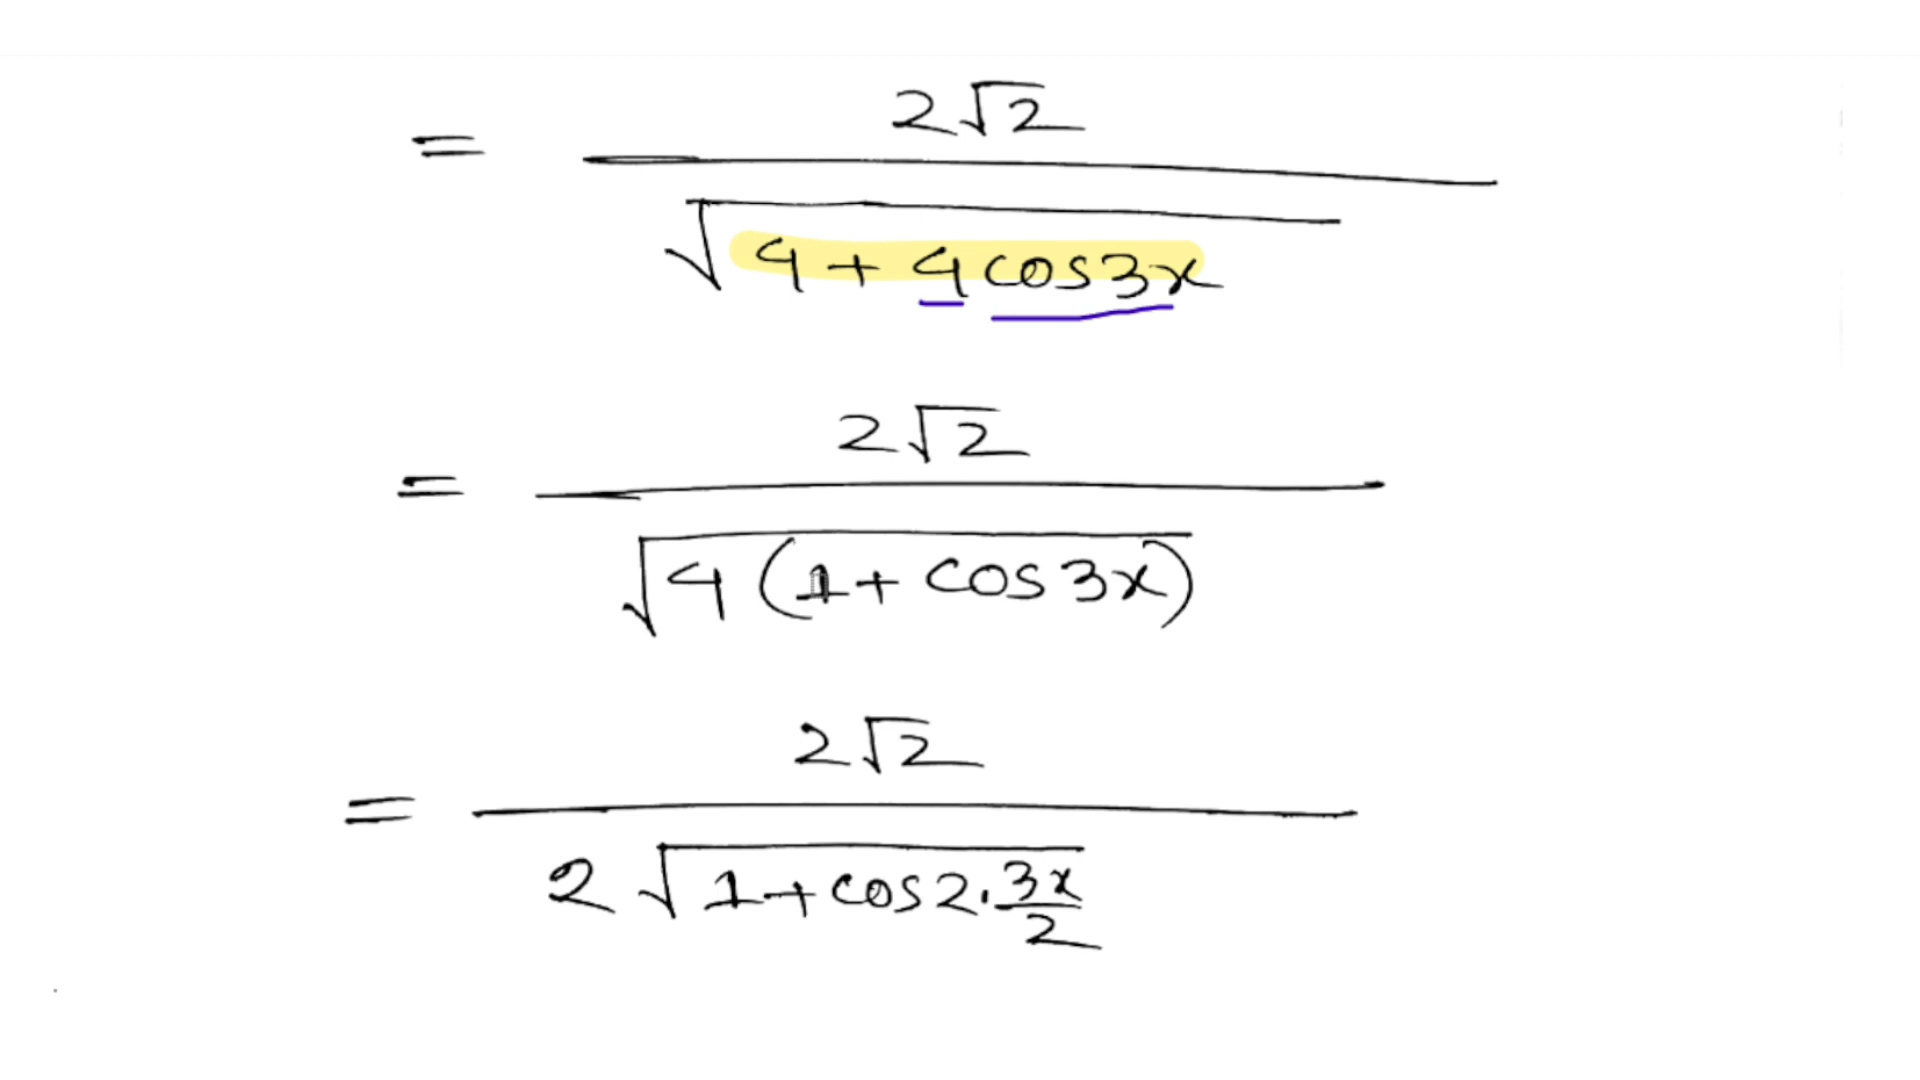 = 2√2 / √(4 + 4cos3x)
= 2√2 / √(4(1 + cos3x))
= 2√2 / 2√(1 + cos2·3x/2)